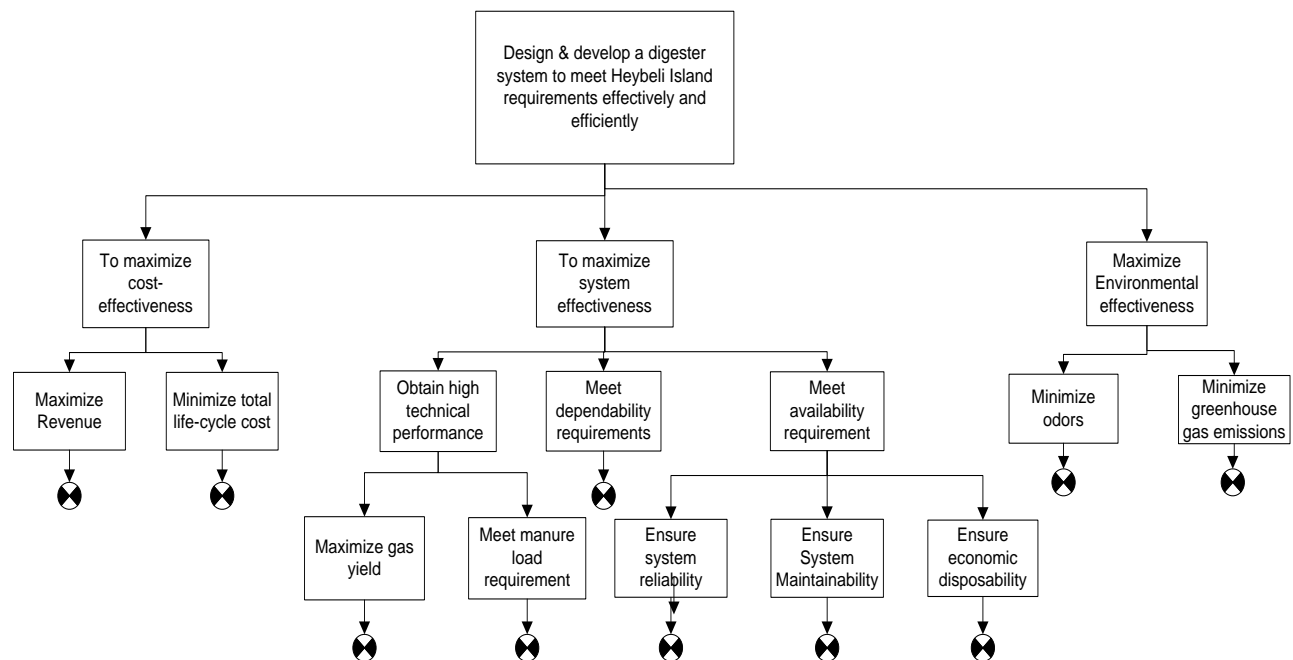 Design & develop a digester
system to meet Heybeli Island
requirements effectively and
efficiently
To maximize
cost-
effectiveness
To maximize
system
effectiveness
Maximize
Environmental
effectiveness
Maximize
Revenue
Minimize total
life-cycle cost
Obtain high
technical
performance
Meet
dependability
requirements
Meet
availability
requirement
Minimize
odors
Minimize
greenhouse
gas emissions
Maximize gas
yield
Meet manure
load
requirement
Ensure
system
reliability
Ensure
System
Maintainability
Ensure
economic
disposability